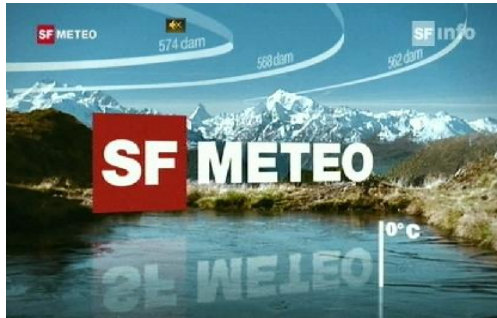 SF METEO
SF info
574 dam
568 dam
562 dam
SF METEO
0°C
SF METEO